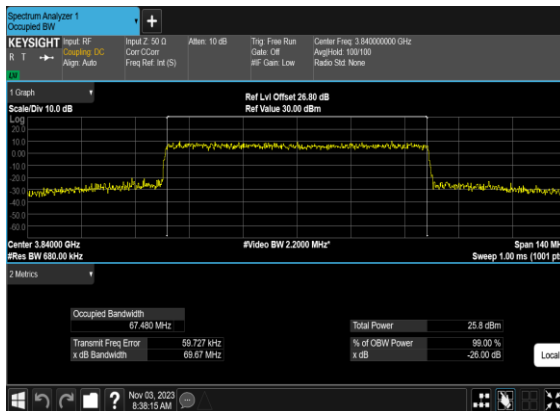 Spectrum Analyzer 1
Occupied BW
+
KEYSIGHT
R T
Input: RF
Coupling: DC
Align: Auto
Input Z: 50 Ω
Corr CCorr
Freq Ref: Int (S)
Atten: 10 dB
Trig: Free Run
Gate: Off
#IF Gain: Low
Center Freq: 3.840000000 GHz
Avg|Hold: 100/100
Radio Std: None
1 Graph
Scale/Div 10.0 dB
Ref Lvl Offset 26.80 dB
Ref Value 30.00 dBm
Log
20.0
10.0
0.00
-10.0
-20.0
-30.0
-40.0
-50.0
-60.0
Center 3.84000 GHz
#Video BW 2.2000 MHz*
Span 140 MH
#Res BW 680.00 kHz
Sweep 1.00 ms (1001 pts
2 Metrics
Occupied Bandwidth
67.480 MHz
Total Power 25.8 dBm
Transmit Freq Error 59.727 kHz
% of OBW Power 99.00 %
x dB Bandwidth 69.67 MHz
x dB -26.00 dB
Local
?
Nov 03, 2023
8:38:15 AM